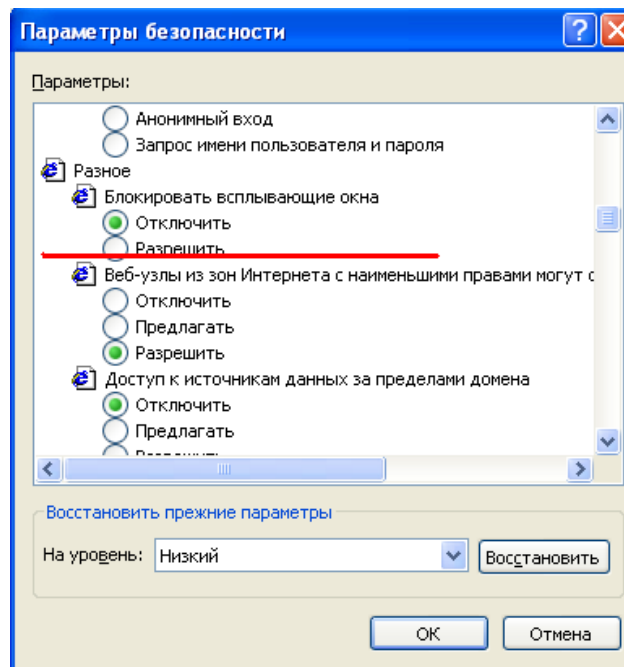 Параметры безопасности
Параметры:
Анонимный вход
Запрос имени пользователя и пароля
Разное
Блокировать всплывающие окна
Отключить
Разрешить
Веб-узлы из зон Интернета с наименьшими правами могут
Отключить
Предлагать
Разрешить
Доступ к источникам данных за пределами домена
Отключить
Предлагать
Восстановить прежние параметры
На уровень: Низкий Восстановить
ОК Отмена